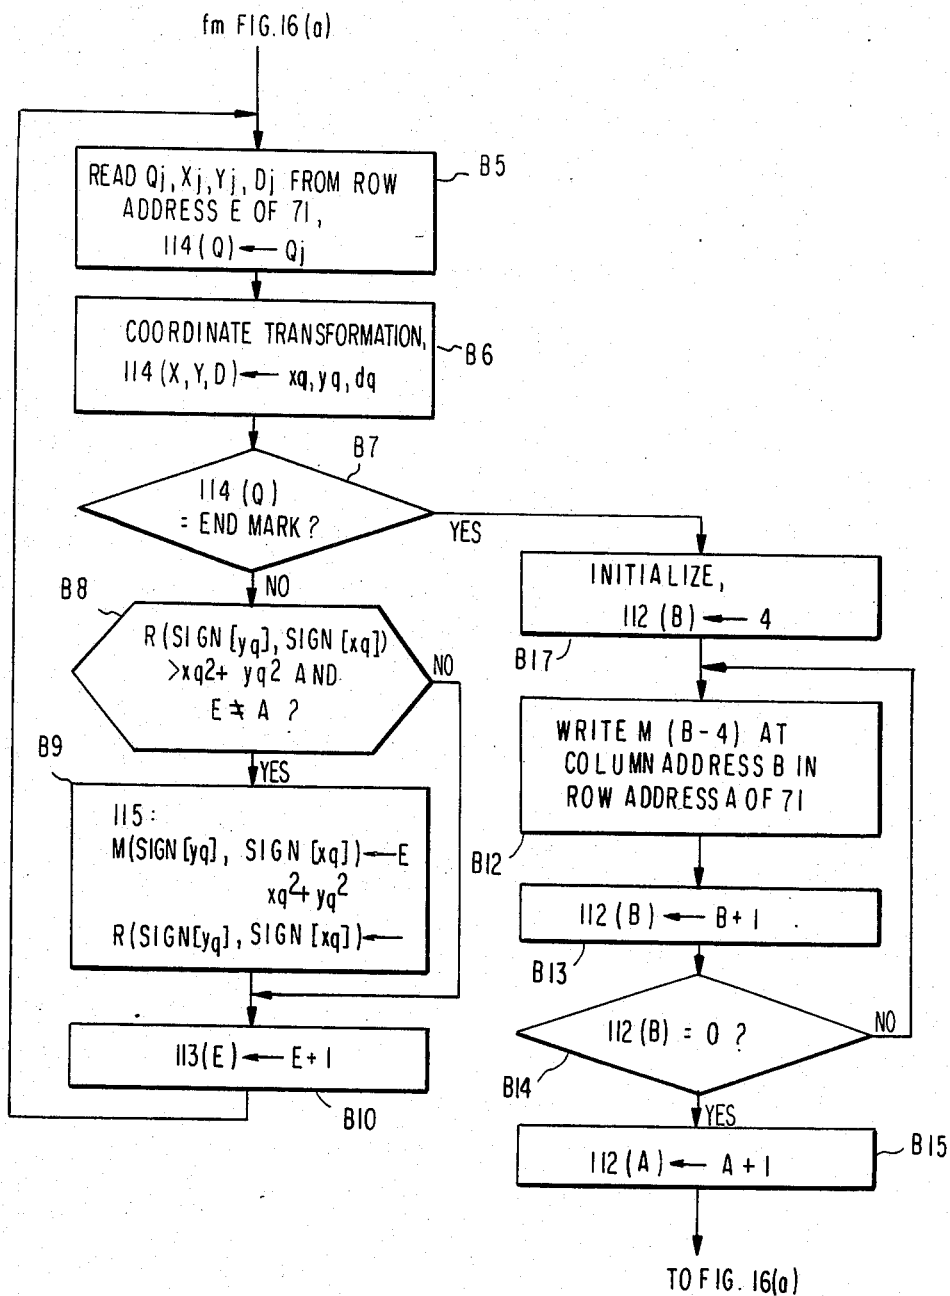 fm FIG.16(a)
READ Qj, Xj, Yj, Dj FROM ROW
ADDRESS E OF 71,
114(Q) ← Qj
B5
COORDINATE TRANSFORMATION,
114(X,Y,D) ← xq, yq, dq
B6
B7
114(Q)
= END MARK ?
YES
NO
B8
R(SIGN[yq], SIGN[xq])
>xq2+ yq2 AND
E ≠ A ?
NO
YES
B9
115:
M(SIGN[yq], SIGN[xq]) ← E
xq2+ yq2
R(SIGN[yq], SIGN[xq]) ←
113(E) ← E+1
B10
INITIALIZE,
112(B) ← 4
B17
WRITE M (B-4) AT
COLUMN ADDRESS B IN
ROW ADDRESS A OF 71
B12
112(B) ← B+1
B13
112(B) = 0 ?
NO
B14
YES
112(A) ← A+1
B15
TO FIG. 16(a)